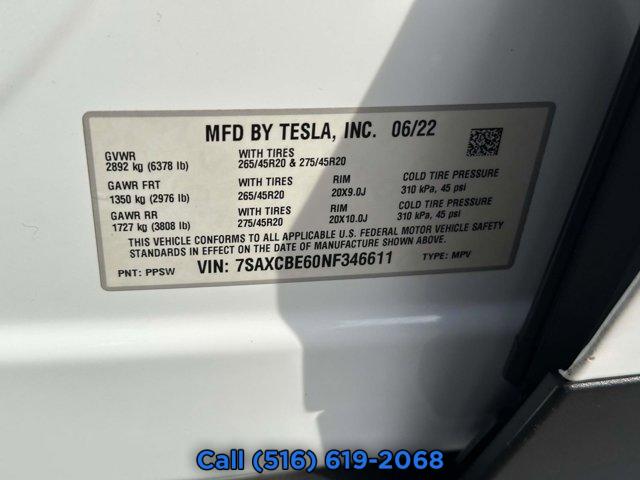 MFD BY TESLA, INC. 06/22
GVWR
2892 kg (6378 lb)
WITH TIRES
265/45R20 & 275/45R20
GAWR FRT
1350 kg (2976 lb)
WITH TIRES
265/45R20
RIM
20X9.0J
COLD TIRE PRESSURE
310 kPa, 45 psi
GAWR RR
1727 kg (3808 lb)
WITH TIRES
275/45R20
RIM
20X10.0J
COLD TIRE PRESSURE
310 kPa, 45 psi
THIS VEHICLE CONFORMS TO ALL APPLICABLE U.S. FEDERAL MOTOR VEHICLE SAFETY
STANDARDS IN EFFECT ON THE DATE OF MANUFACTURE SHOWN ABOVE.
PNT: PPSW
VIN: 7SAXCBE60NF346611
TYPE: MPV
Call (516) 619-2068